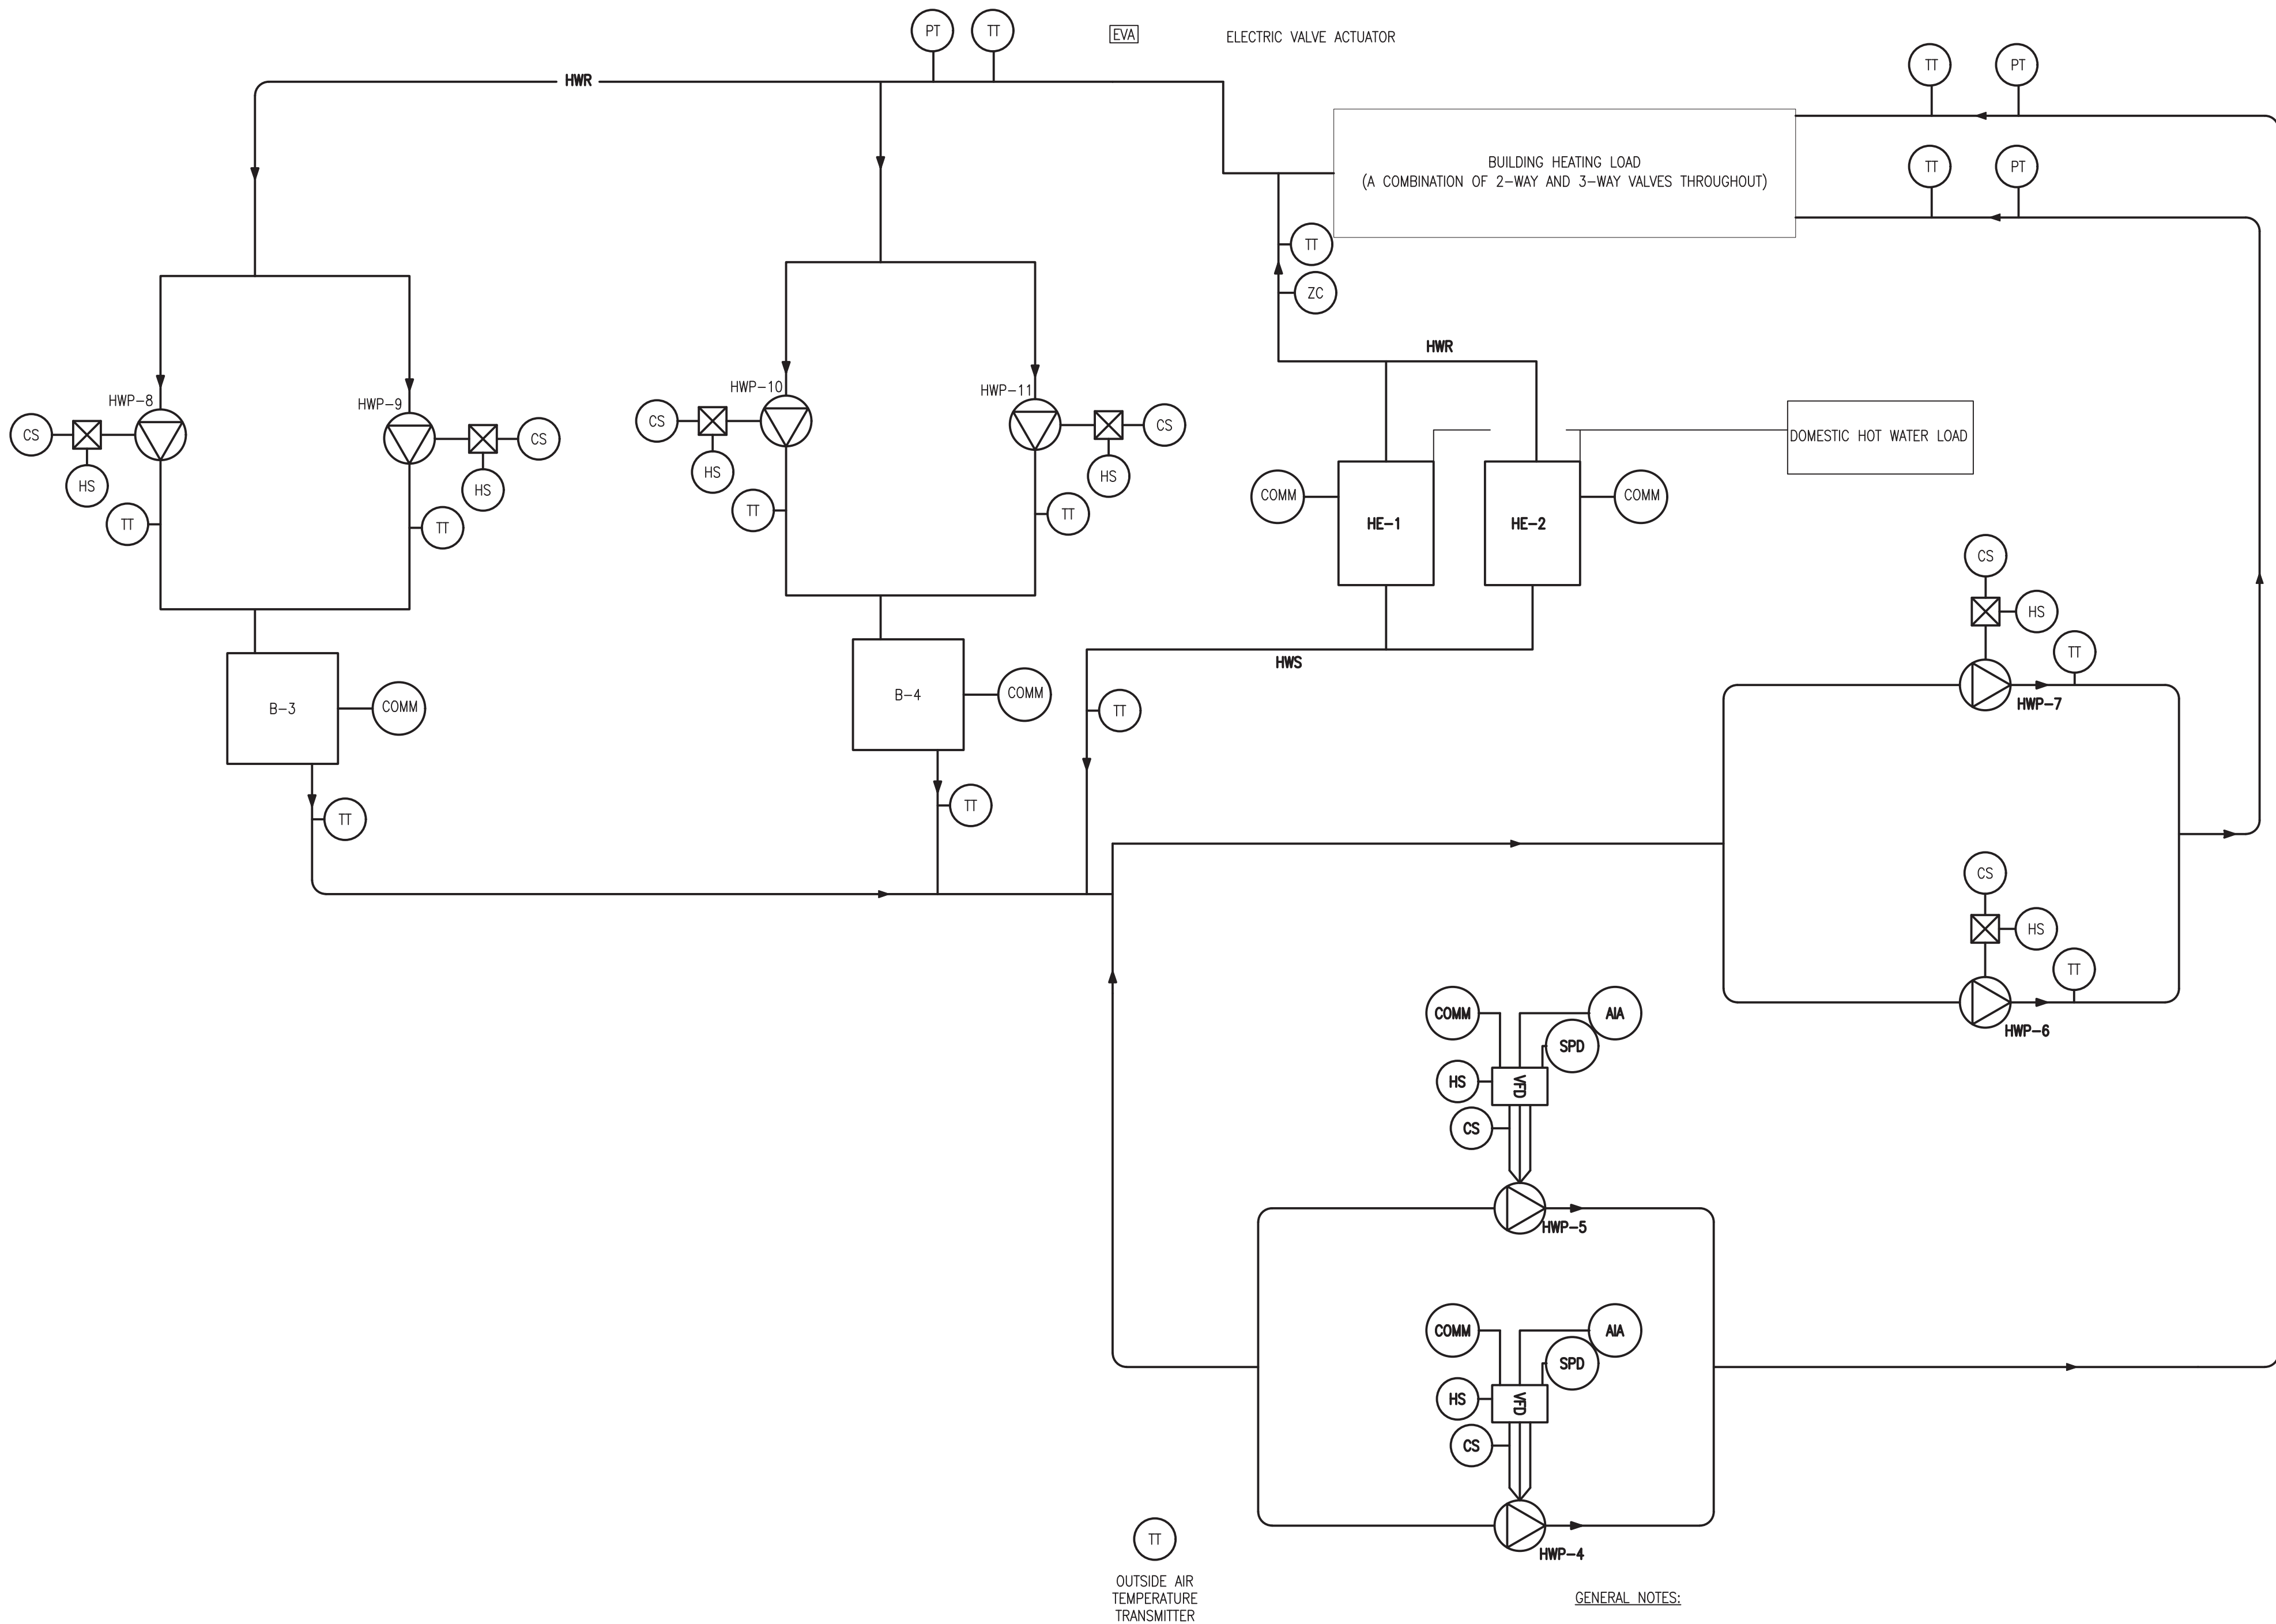 PT
TT
EVA
ELECTRIC VALVE ACTUATOR
TT
PT
HWR
BUILDING HEATING LOAD
(A COMBINATION OF 2-WAY AND 3-WAY VALVES THROUGHOUT)
TT
PT
TT
ZC
HWR
HWP-8
HWP-9
HWP-10
HWP-11
CS
HS
CS
HS
CS
HS
CS
HS
TT
TT
TT
TT
DOMESTIC HOT WATER LOAD
COMM
HE-1
HE-2
COMM
CS
HS
TT
HWS
HWP-7
B-3
COMM
B-4
COMM
TT
TT
TT
CS
HS
TT
HWP-6
COMM
AIA
SPD
HS
VFD
CS
HWP-5
COMM
AIA
SPD
HS
VFD
CS
HWP-4
TT
OUTSIDE AIR
TEMPERATURE
TRANSMITTER
GENERAL NOTES: